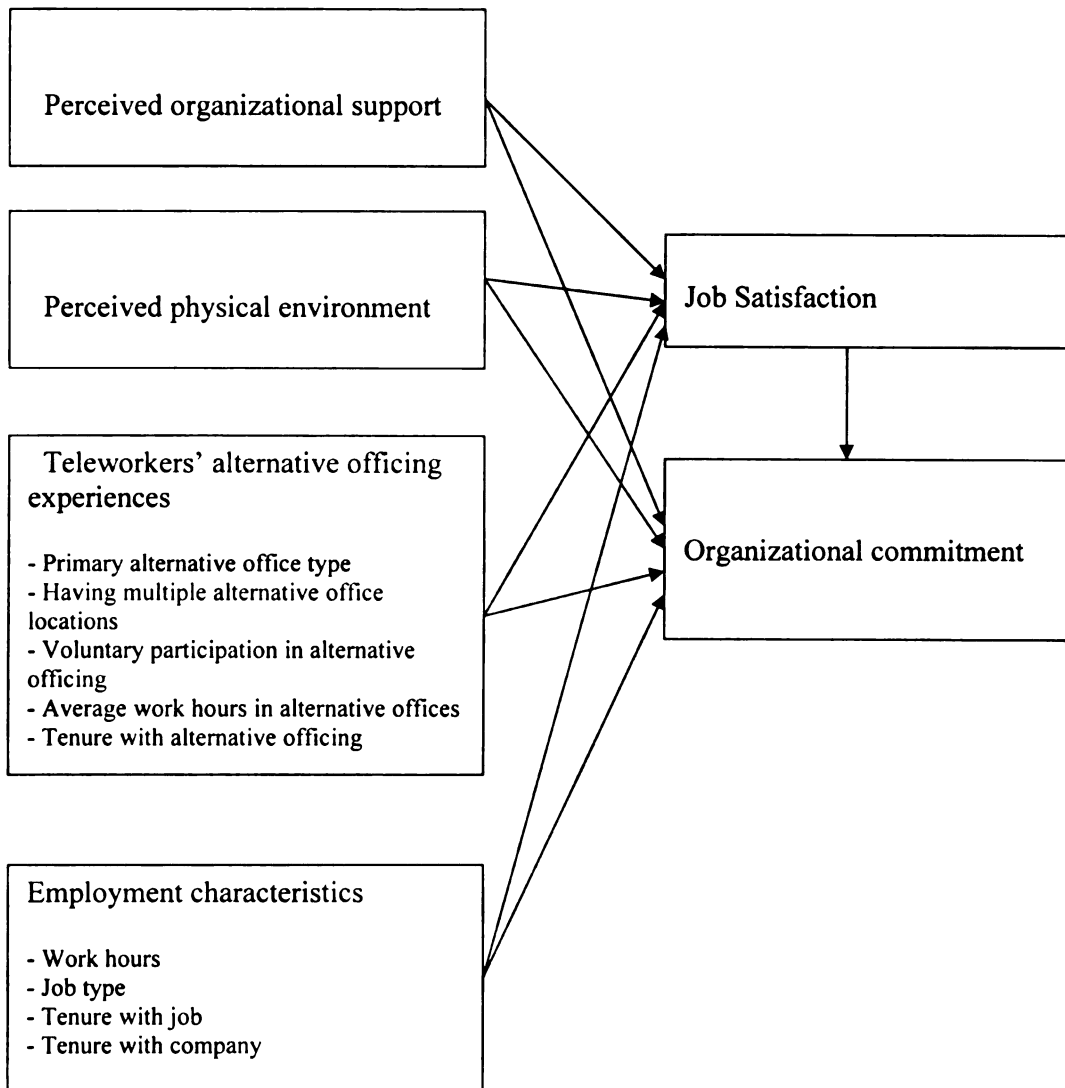 Perceived organizational support
Perceived physical environment
Teleworkers' alternative officing
experiences
- Primary alternative office type
- Having multiple alternative office
locations
- Voluntary participation in alternative
officing
- Average work hours in alternative offices
- Tenure with alternative officing
Employment characteristics
- Work hours
- Job type
- Tenure with job
- Tenure with company
Job Satisfaction
Organizational commitment